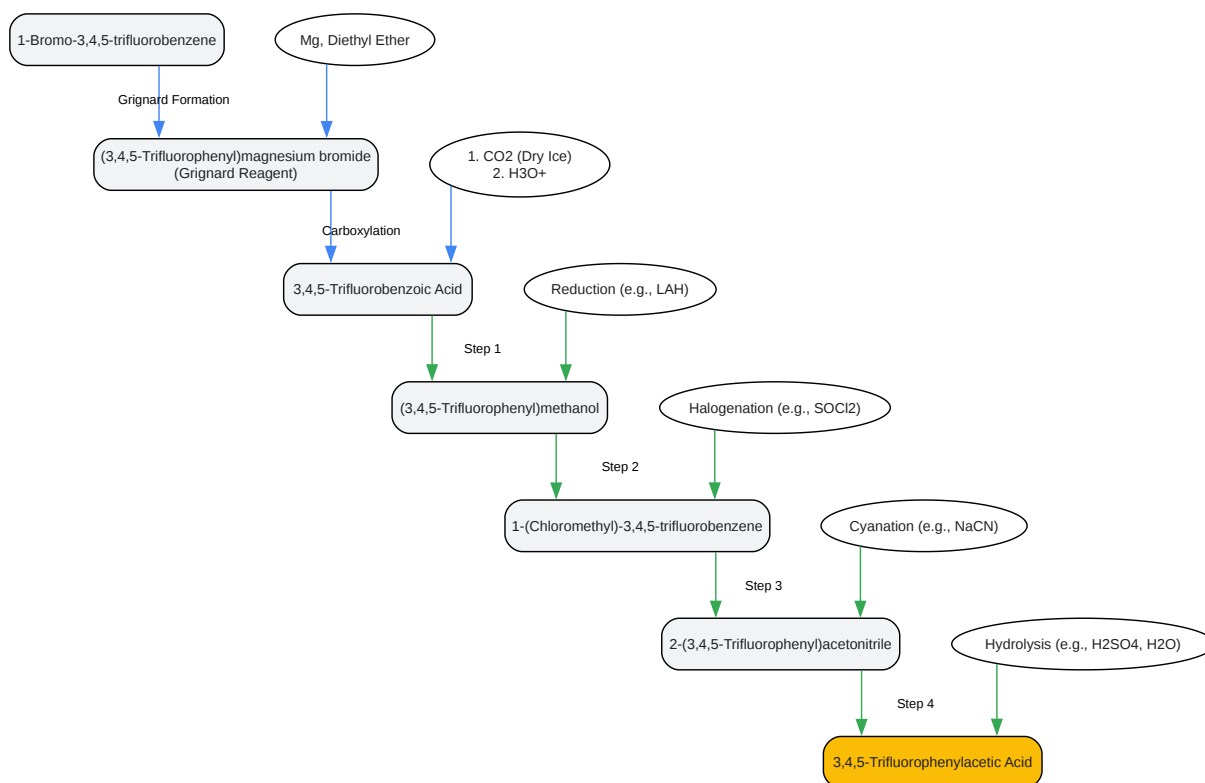 1-Bromo-3,4,5-trifluorobenzene
Mg, Diethyl Ether
Grignard Formation
(3,4,5-Trifluorophenyl)magnesium bromide
(Grignard Reagent)
1. CO2 (Dry Ice)
2. H3O+
Carboxylation
3,4,5-Trifluorobenzoic Acid
Reduction (e.g., LAH)
Step 1
(3,4,5-Trifluorophenyl)methanol
Halogenation (e.g., SOCl2)
Step 2
1-(Chloromethyl)-3,4,5-trifluorobenzene
Cyanation (e.g., NaCN)
Step 3
2-(3,4,5-Trifluorophenyl)acetonitrile
Hydrolysis (e.g., H2SO4, H2O)
Step 4
3,4,5-Trifluorophenylacetic Acid